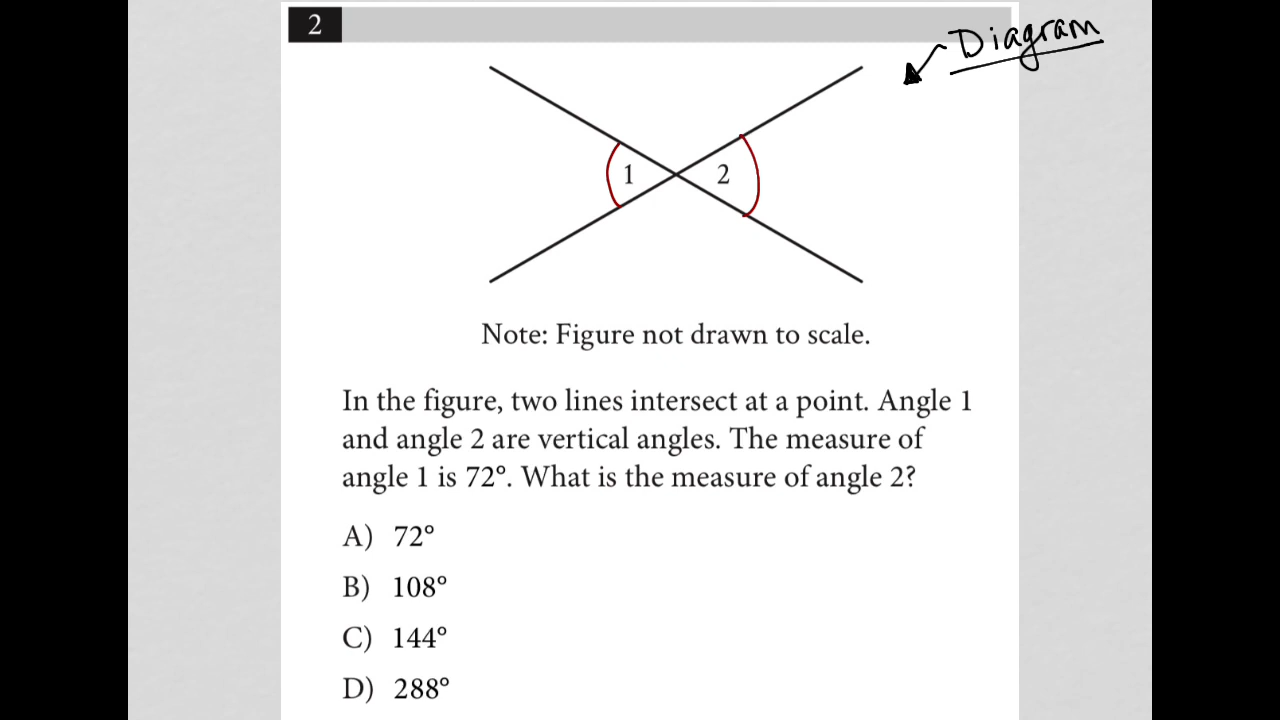 2
Diagram
1
2
Note: Figure not drawn to scale.
In the figure, two lines intersect at a point. Angle 1
and angle 2 are vertical angles. The measure of
angle 1 is 72°. What is the measure of angle 2?
A) 72°
B) 108°
C) 144°
D) 288°